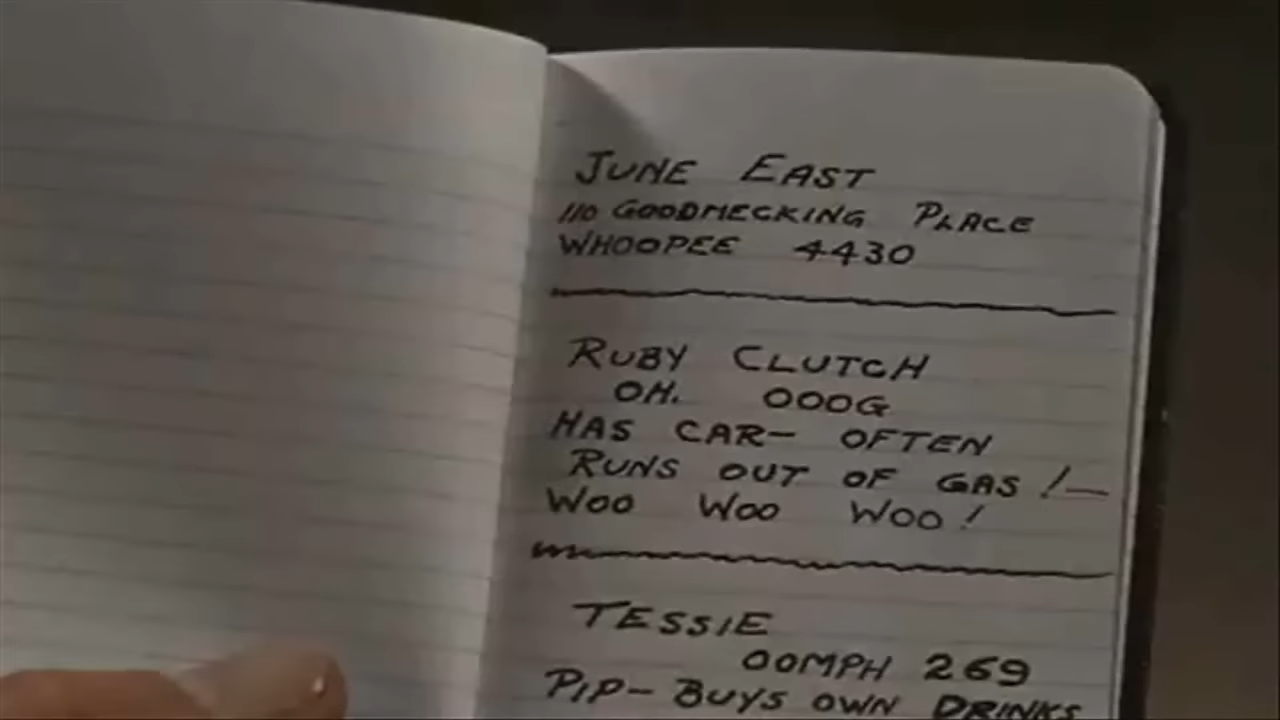 JUNE EAST
110 GOODMECKING PLACE
WHOOPEE 4430
RUBY CLUTCH
OH. OOOG
HAS CAR- OFTEN
RUNS OUT OF GAS!-
WOO WOO WOO!
TESSIE
OOMPH 269
PIP- BUYS OWN DRINKS